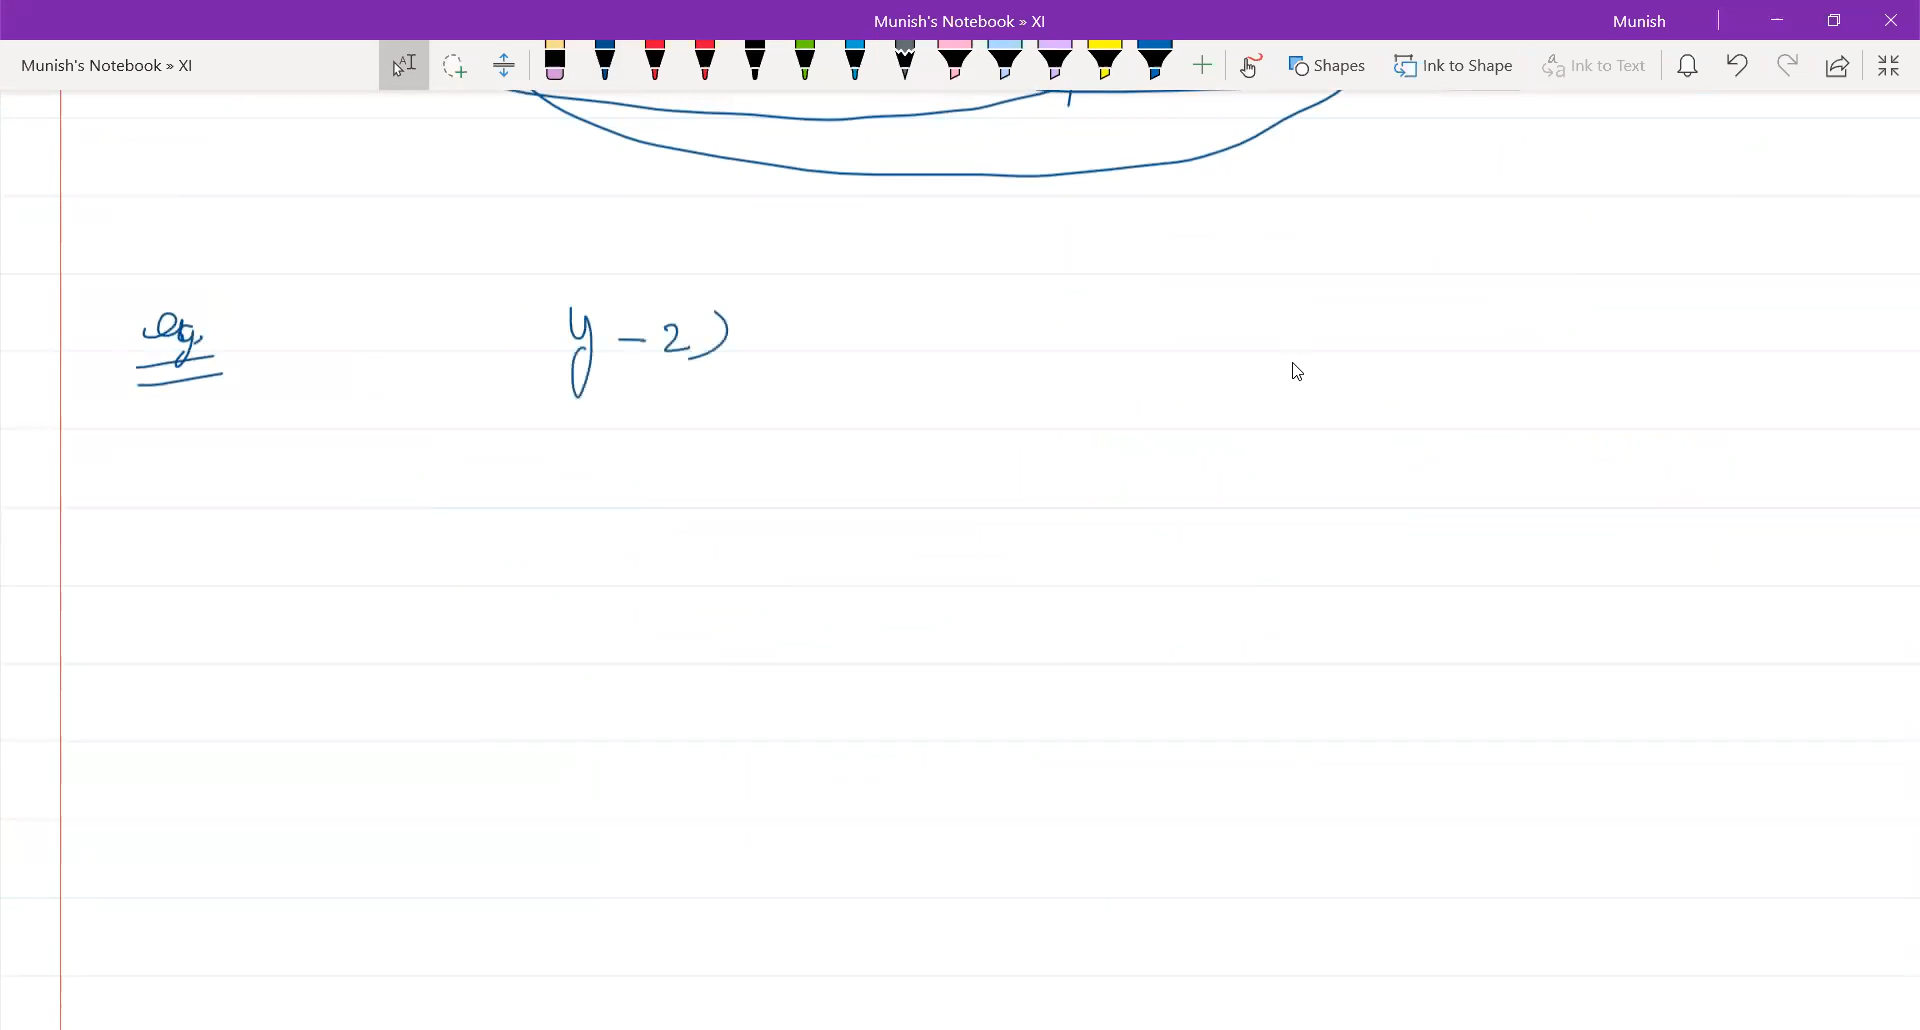 Munish's Notebook » XI
Munish
Munish's Notebook » XI
Shapes
Ink to Shape
Ink to Text
eg.
y - 2)